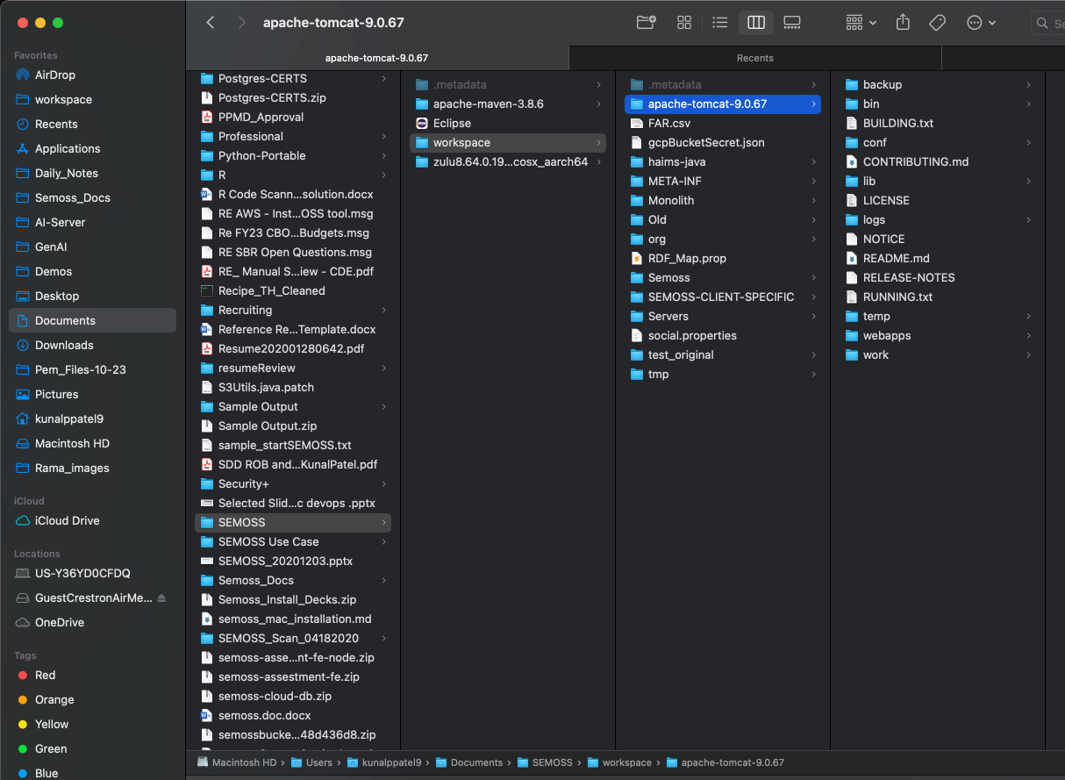 apache-tomcat-9.0.67
Se
apache-tomcat-9.0.67
Recents
Favorites
AirDrop
workspace
Recents
Applications
Daily_Notes
Semoss_Docs
AI-Server
GenAI
Demos
Desktop
Documents
Downloads
Pem_Files-10-23
Pictures
kunalppatel9
Macintosh HD
Rama_images
iCloud
iCloud Drive
Locations
US-Y36YD0CFDQ
GuestCrestronAirMe...
OneDrive
Tags
Red
Orange
Yellow
Green
Blue
Postgres-CERTS
Postgres-CERTS.zip
PPMD_Approval
Professional
Python-Portable
R
R Code Scann...solution.docx
RE AWS - Inst...OSS tool.msg
Re FY23 CBO...Budgets.msg
RE SBR Open Questions.msg
RE_ Manual S...iew - CDE.pdf
Recipe_TH_Cleaned
Recruiting
Reference Re...Template.docx
Resume202001280642.pdf
resumeReview
S3Utils.java.patch
Sample Output
Sample Output.zip
sample_startSEMOSS.txt
SDD ROB and...KunalPatel.pdf
Security+
Selected Slid...c devops .pptx
SEMOSS
SEMOSS Use Case
SEMOSS_20201203.pptx
Semoss_Docs
Semoss_Install_Decks.zip
semoss_mac_installation.md
SEMOSS_Scan_04182020
semoss-asse...nt-fe-node.zip
semoss-assestment-fe.zip
semoss-cloud-db.zip
semoss.doc.docx
semossbucke...48d436d8.zip
.metadata
apache-maven-3.8.6
Eclipse
workspace
zulu8.64.0.19...cosx_aarch64
.metadata
apache-tomcat-9.0.67
FAR.csv
gcpBucketSecret.json
haims-java
META-INF
Monolith
Old
org
RDF_Map.prop
Semoss
SEMOSS-CLIENT-SPECIFIC
Servers
social.properties
test_original
tmp
backup
bin
BUILDING.txt
conf
CONTRIBUTING.md
lib
LICENSE
logs
NOTICE
README.md
RELEASE-NOTES
RUNNING.txt
temp
webapps
work
Macintosh HD › Users › kunalppatel9 › Documents › SEMOSS › workspace › apache-tomcat-9.0.67